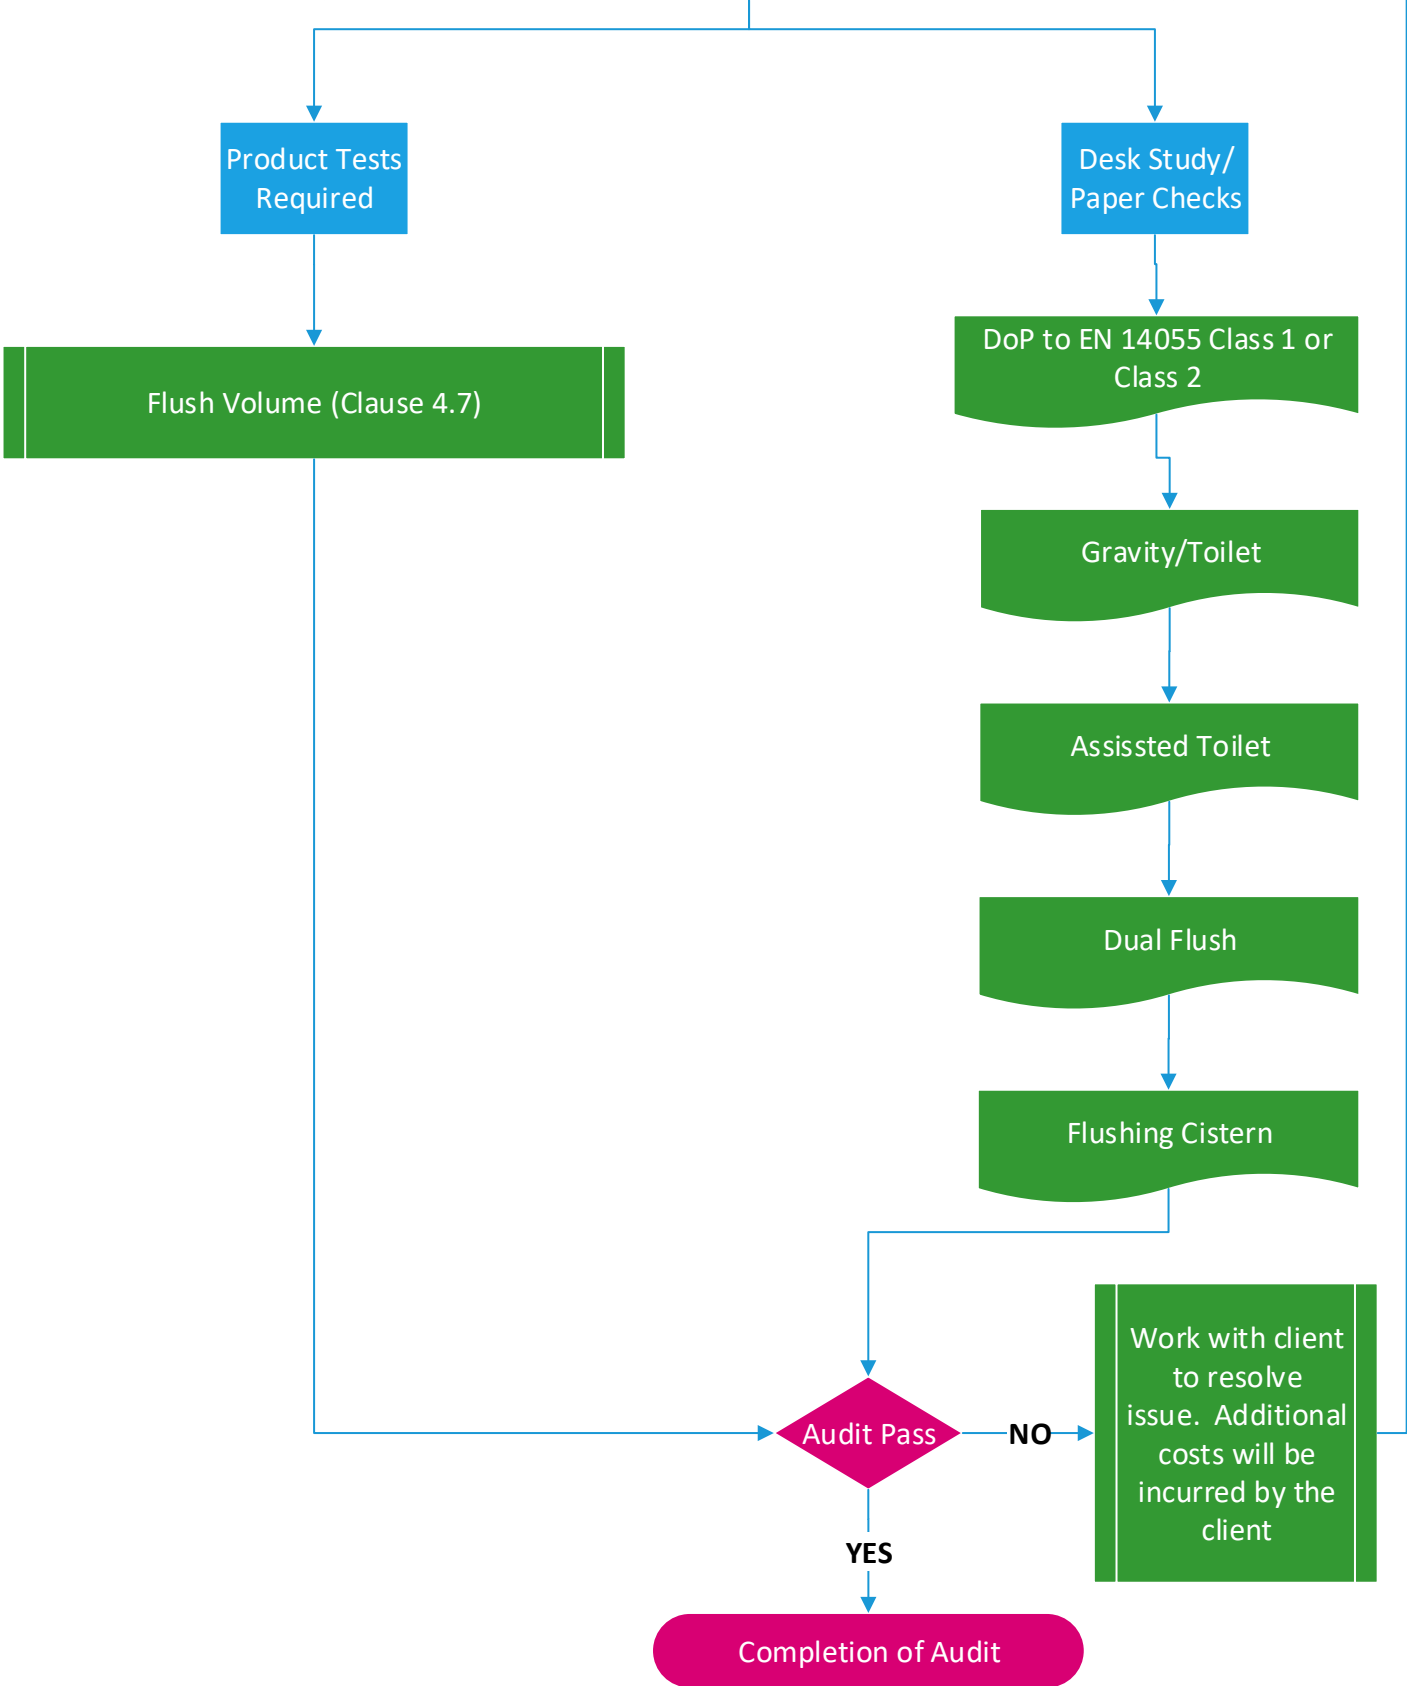 Product Tests
Required
Desk Study/
Paper Checks
DoP to EN 14055 Class 1 or
Class 2
Flush Volume (Clause 4.7)
Gravity/Toilet
Assissted Toilet
Dual Flush
Flushing Cistern
Work with client
to resolve
issue.  Additional
costs will be
incurred by the
client
Audit Pass
NO
YES
Completion of Audit